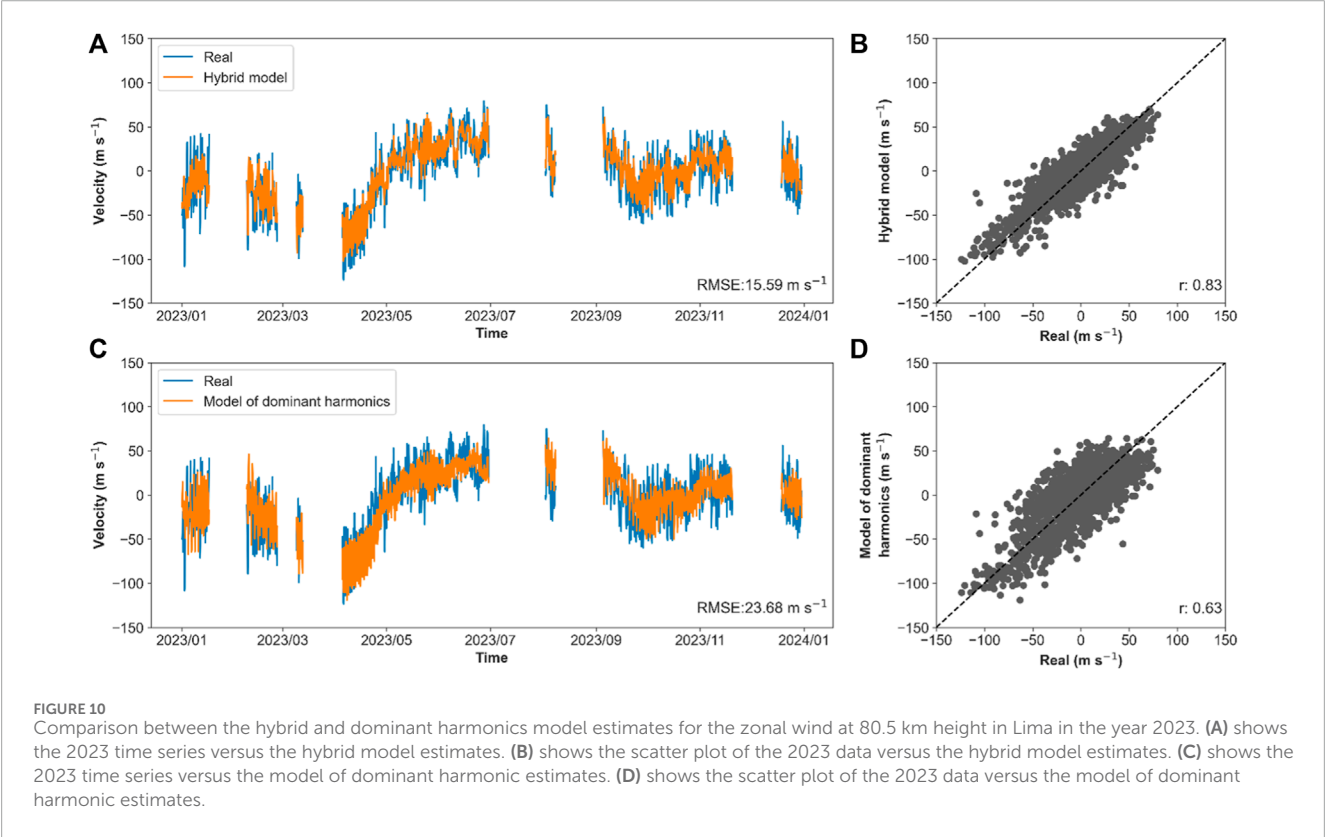 A
150
100
50
0
−50
−100
−150
Velocity (m s⁻¹)
Real
Hybrid model
RMSE:15.59 m s⁻¹
2023/01 2023/03 2023/05 2023/07 2023/09 2023/11 2024/01
Time
B
150
100
50
0
−50
−100
−150
Hybrid model (m s⁻¹)
r: 0.83
−150 −100 −50 0 50 100 150
Real (m s⁻¹)
C
150
100
50
0
−50
−100
−150
Velocity (m s⁻¹)
Real
Model of dominant harmonics
RMSE:23.68 m s⁻¹
2023/01 2023/03 2023/05 2023/07 2023/09 2023/11 2024/01
Time
D
150
100
50
0
−50
−100
−150
Model of dominant
harmonics (m s⁻¹)
r: 0.63
−150 −100 −50 0 50 100 150
Real (m s⁻¹)
FIGURE 10
Comparison between the hybrid and dominant harmonics model estimates for the zonal wind at 80.5 km height in Lima in the year 2023. (A) shows
the 2023 time series versus the hybrid model estimates. (B) shows the scatter plot of the 2023 data versus the hybrid model estimates. (C) shows the
2023 time series versus the model of dominant harmonic estimates. (D) shows the scatter plot of the 2023 data versus the model of dominant
harmonic estimates.